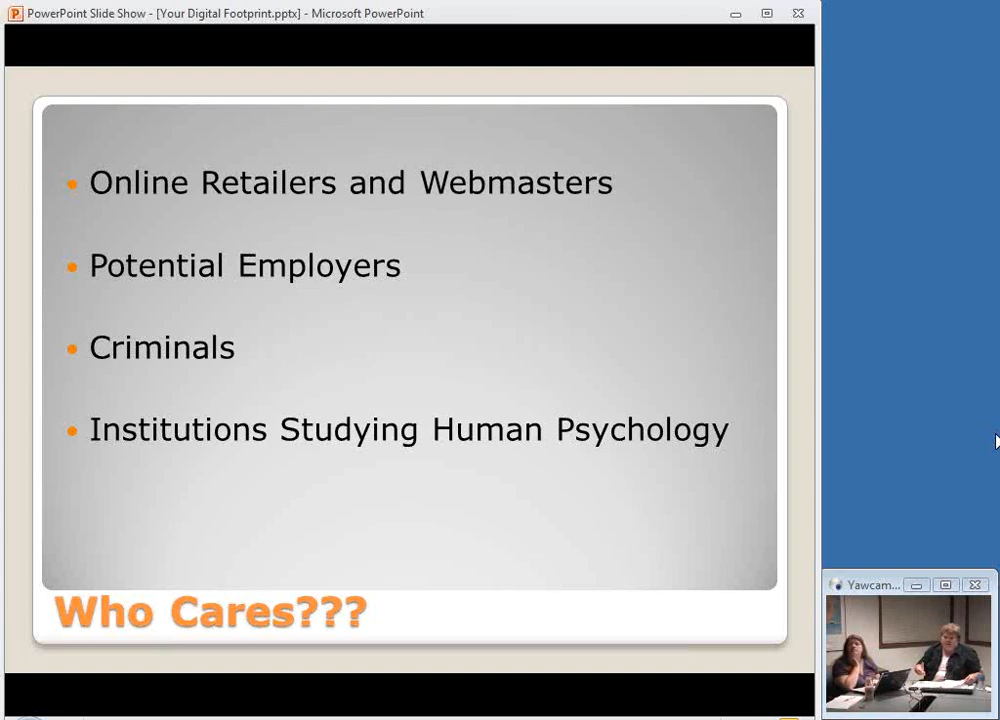 PowerPoint Slide Show - [Your Digital Footprint.pptx] - Microsoft PowerPoint
Online Retailers and Webmasters
Potential Employers
Criminals
Institutions Studying Human Psychology
Who Cares???
Yawcam...